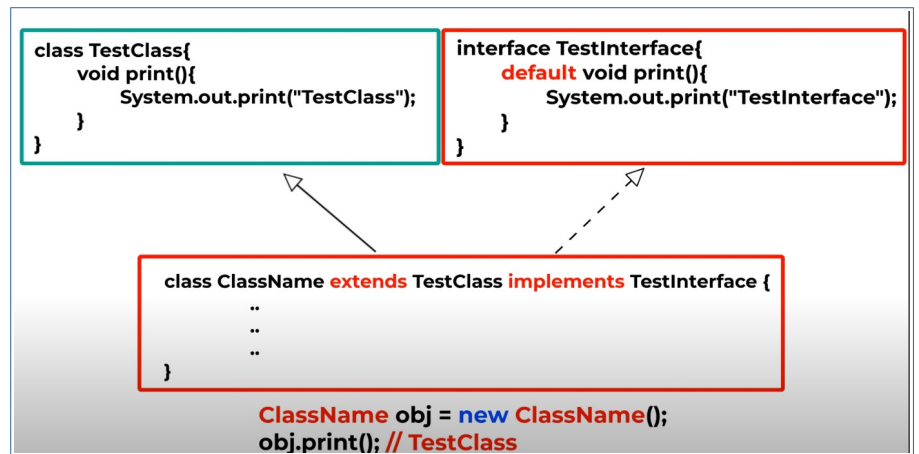 class TestClass{
void print(){
System.out.print("TestClass");
}
}
interface TestInterface{
default void print(){
System.out.print("TestInterface");
}
}
class ClassName extends TestClass implements TestInterface {
..
..
..
}
ClassName obj = new ClassName();
obj.print(); // TestClass